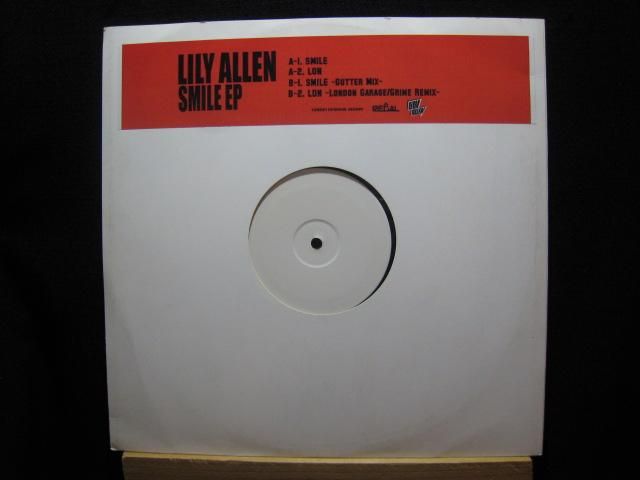 LILY ALLEN
SMILE EP
A-1. SMILE
A-2. LDN
B-1. SMILE -GUTTER MIX-
B-2. LDN -LONDON GARAGE/GRIME REMIX-